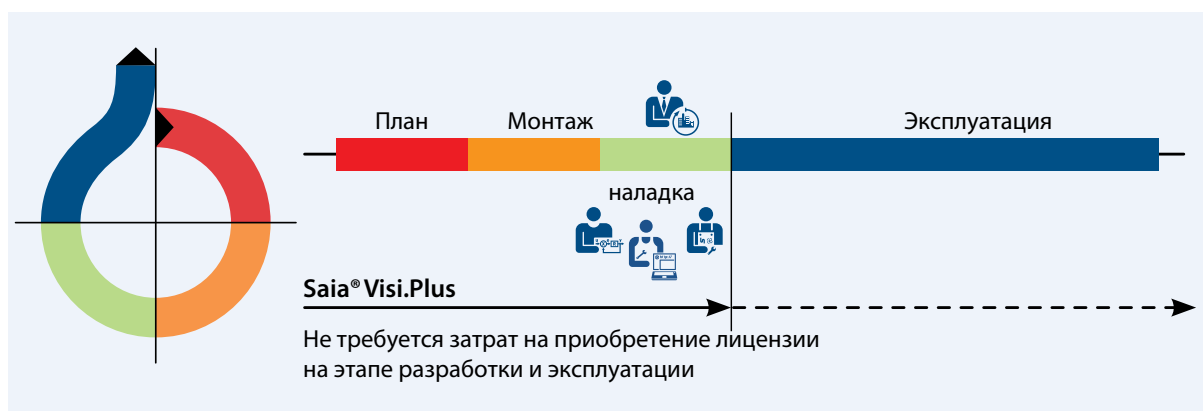 План
Монтаж
Эксплуатация
наладка
Saia® Visi.Plus
Не требуется затрат на приобретение лицензии
на этапе разработки и эксплуатации